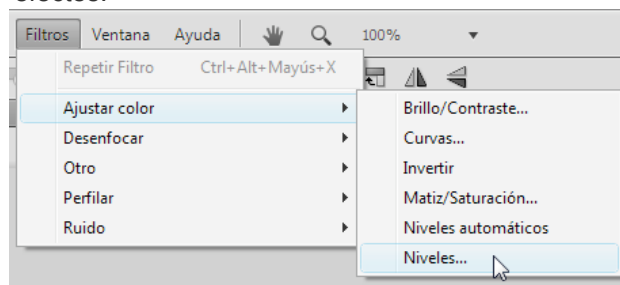 Filtros Ventana Ayuda 100%
Repetir Filtro Ctrl+Alt+Mayús+X
Ajustar color
Desenfocar
Otro
Perfilar
Ruido
Brillo/Contraste...
Curvas...
Invertir
Matiz/Saturación...
Niveles automáticos
Niveles...